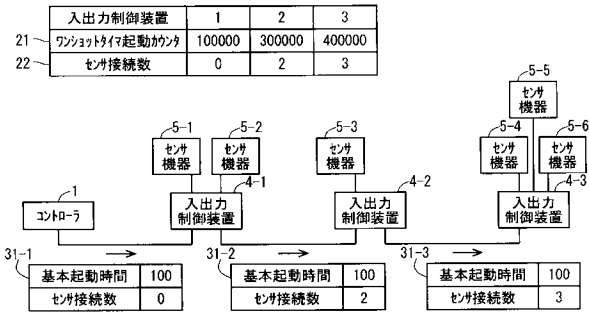 入出力制御装置 1 2 3
21 ワンショットタイマ起動カウンタ 100000 300000 400000
22 センサ接続数 0 2 3
5-5
センサ機器
5-1 5-2 5-3 5-4 5-6
センサ機器 センサ機器 センサ機器 センサ機器 センサ機器
4-1 4-2 4-3
1
コントローラ
入出力制御装置 入出力制御装置 入出力制御装置
31-1 31-2 31-3
基本起動時間 100 基本起動時間 100 基本起動時間 100
センサ接続数 0 センサ接続数 2 センサ接続数 3